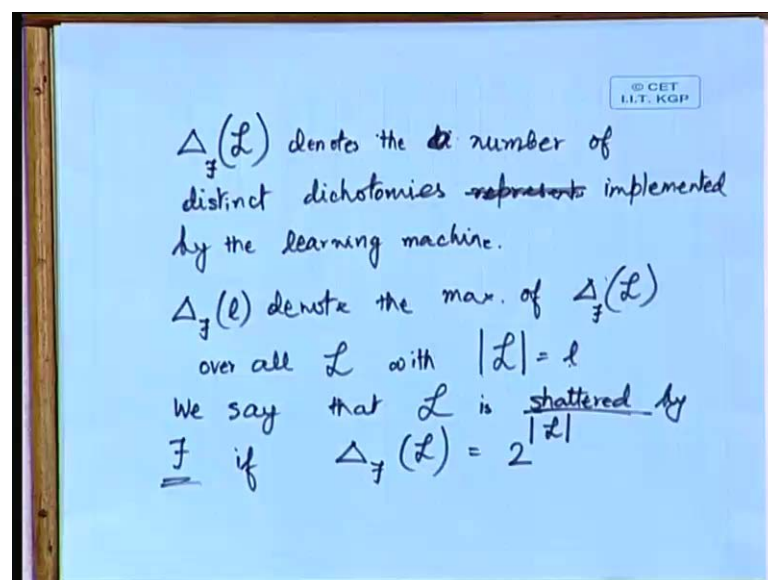 © CET
I.I.T. KGP
Δ_ℱ(ℒ) denotes the number of
distinct dichotomies represents implemented
by the learning machine.
Δ_ℱ(l) denote the max. of Δ_ℱ(ℒ)
over all ℒ with |ℒ| = l
We say that ℒ is shattered by
ℱ if Δ_ℱ(ℒ) = 2^|ℒ|